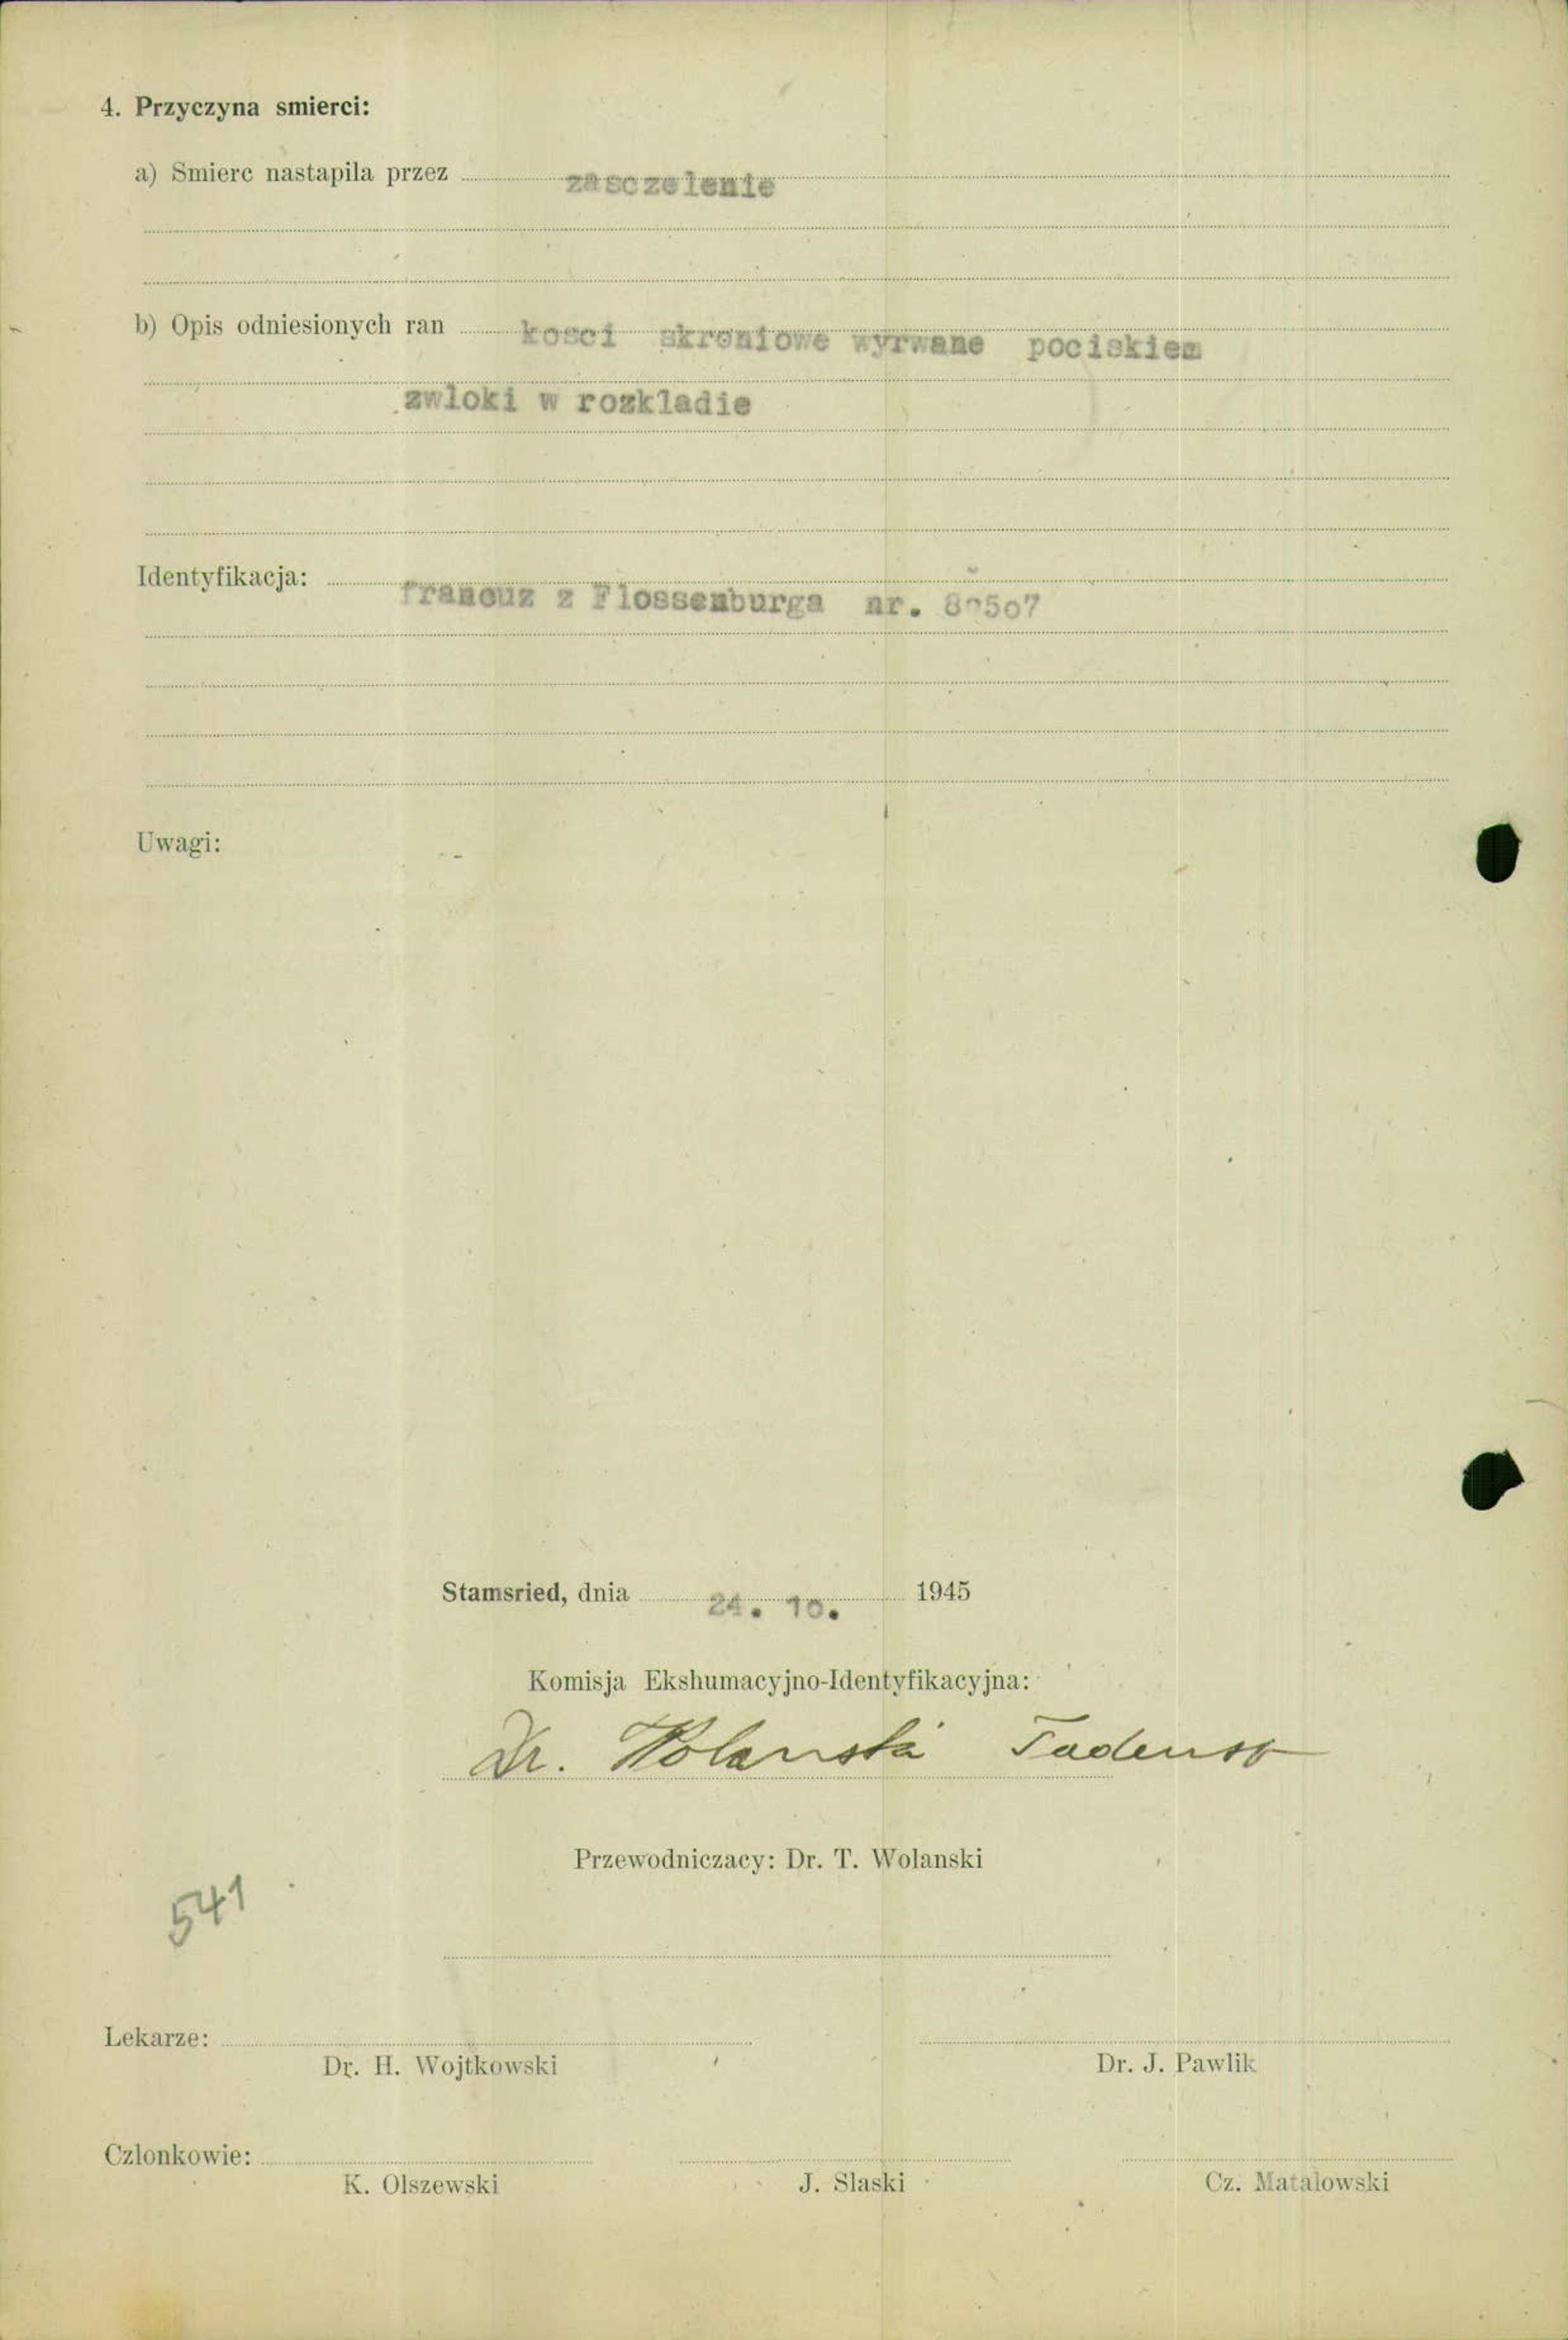 4. Przyczyna smierci:
a) Smierc nastapila przez zasczelenie
b) Opis odniesionych ran kosci skroniowe wyrwane pociskiem
zwloki w rozkladie
Identyfikacja: francuz z Flossenburga nr.
Uwagi: -
Stamsried, dnia 24. 10. 1945
Komisja Ekshumacyjno-Identyfikacyjna:
Dr. Wolanski Tadeusz
Przewodniczacy: Dr. T. Wolanski
541
Lekarze:
Dr. H. Wojtkowski Dr. J. Pawlik
Czlonkowie:
K. Olszewski J. Slaski Cz. Matalowski